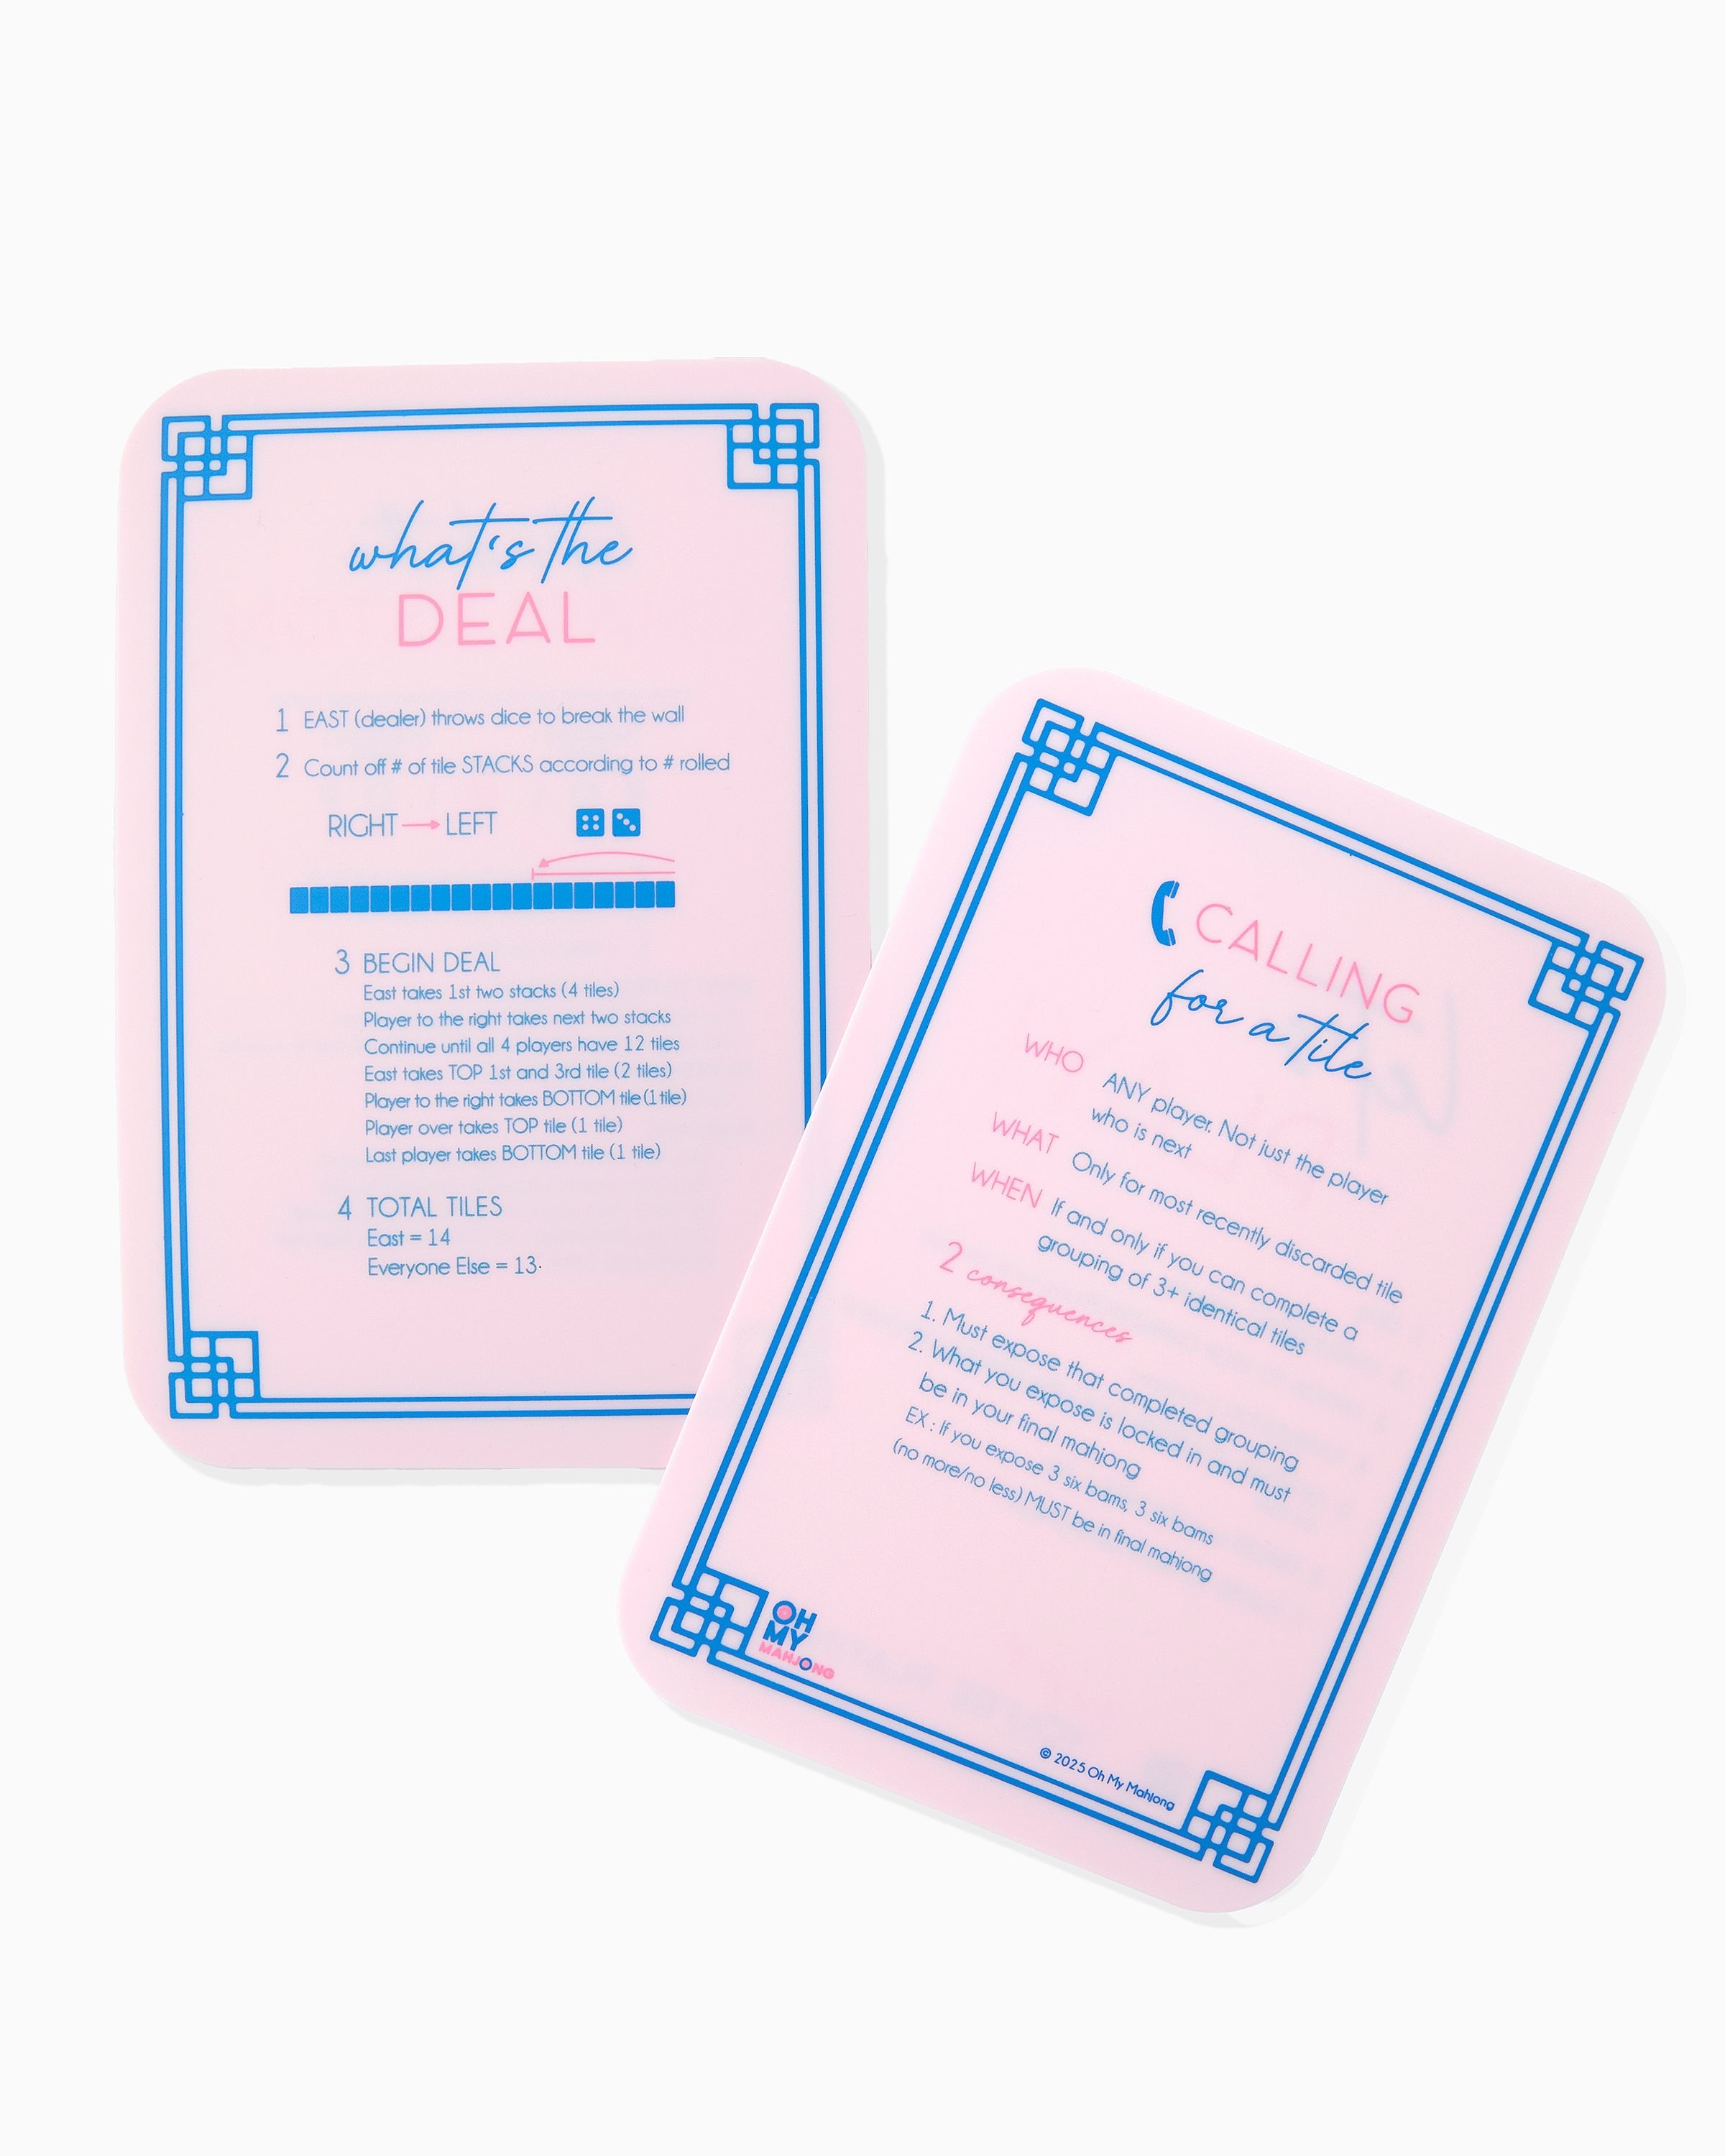 what's the
DEAL
1 EAST (dealer) throws dice to break the wall
2 Count off # of tile STACKS according to # rolled
RIGHT → LEFT
3 BEGIN DEAL
East takes 1st two stacks (4 tiles)
Player to the right takes next two stacks
Continue until all 4 players have 12 tiles
East takes TOP 1st and 3rd tile (2 tiles)
Player to the right takes BOTTOM tile (1 tile)
Player over takes TOP tile (1 tile)
Last player takes BOTTOM tile (1 tile)
4 TOTAL TILES
East = 14
Everyone Else = 13
CALLING
for a tile
WHO ANY player. Not just the player
who is next
WHAT Only for most recently discarded tile
WHEN If and only if you can complete a
grouping of 3+ identical tiles
2 consequences
1. Must expose that completed grouping
2. What you expose is locked in and must
be in your final mahjong
EX : If you expose 3 six bams, 3 six bams
(no more/no less) MUST be in final mahjong
OH
MY
MAHJONG
© 2025 Oh My Mahjong